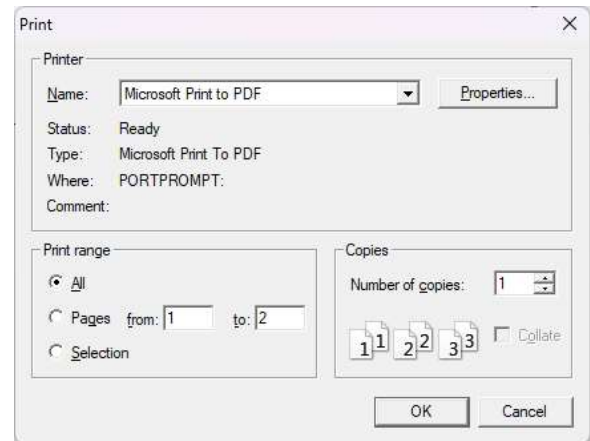 Print
Printer
Name: Microsoft Print to PDF Properties...
Status: Ready
Type: Microsoft Print To PDF
Where: PORTPROMPT:
Comment:
Print range
All
Pages from: 1 to: 2
Selection
Copies
Number of copies: 1
1 1 2 2 3 3 Collate
OK Cancel